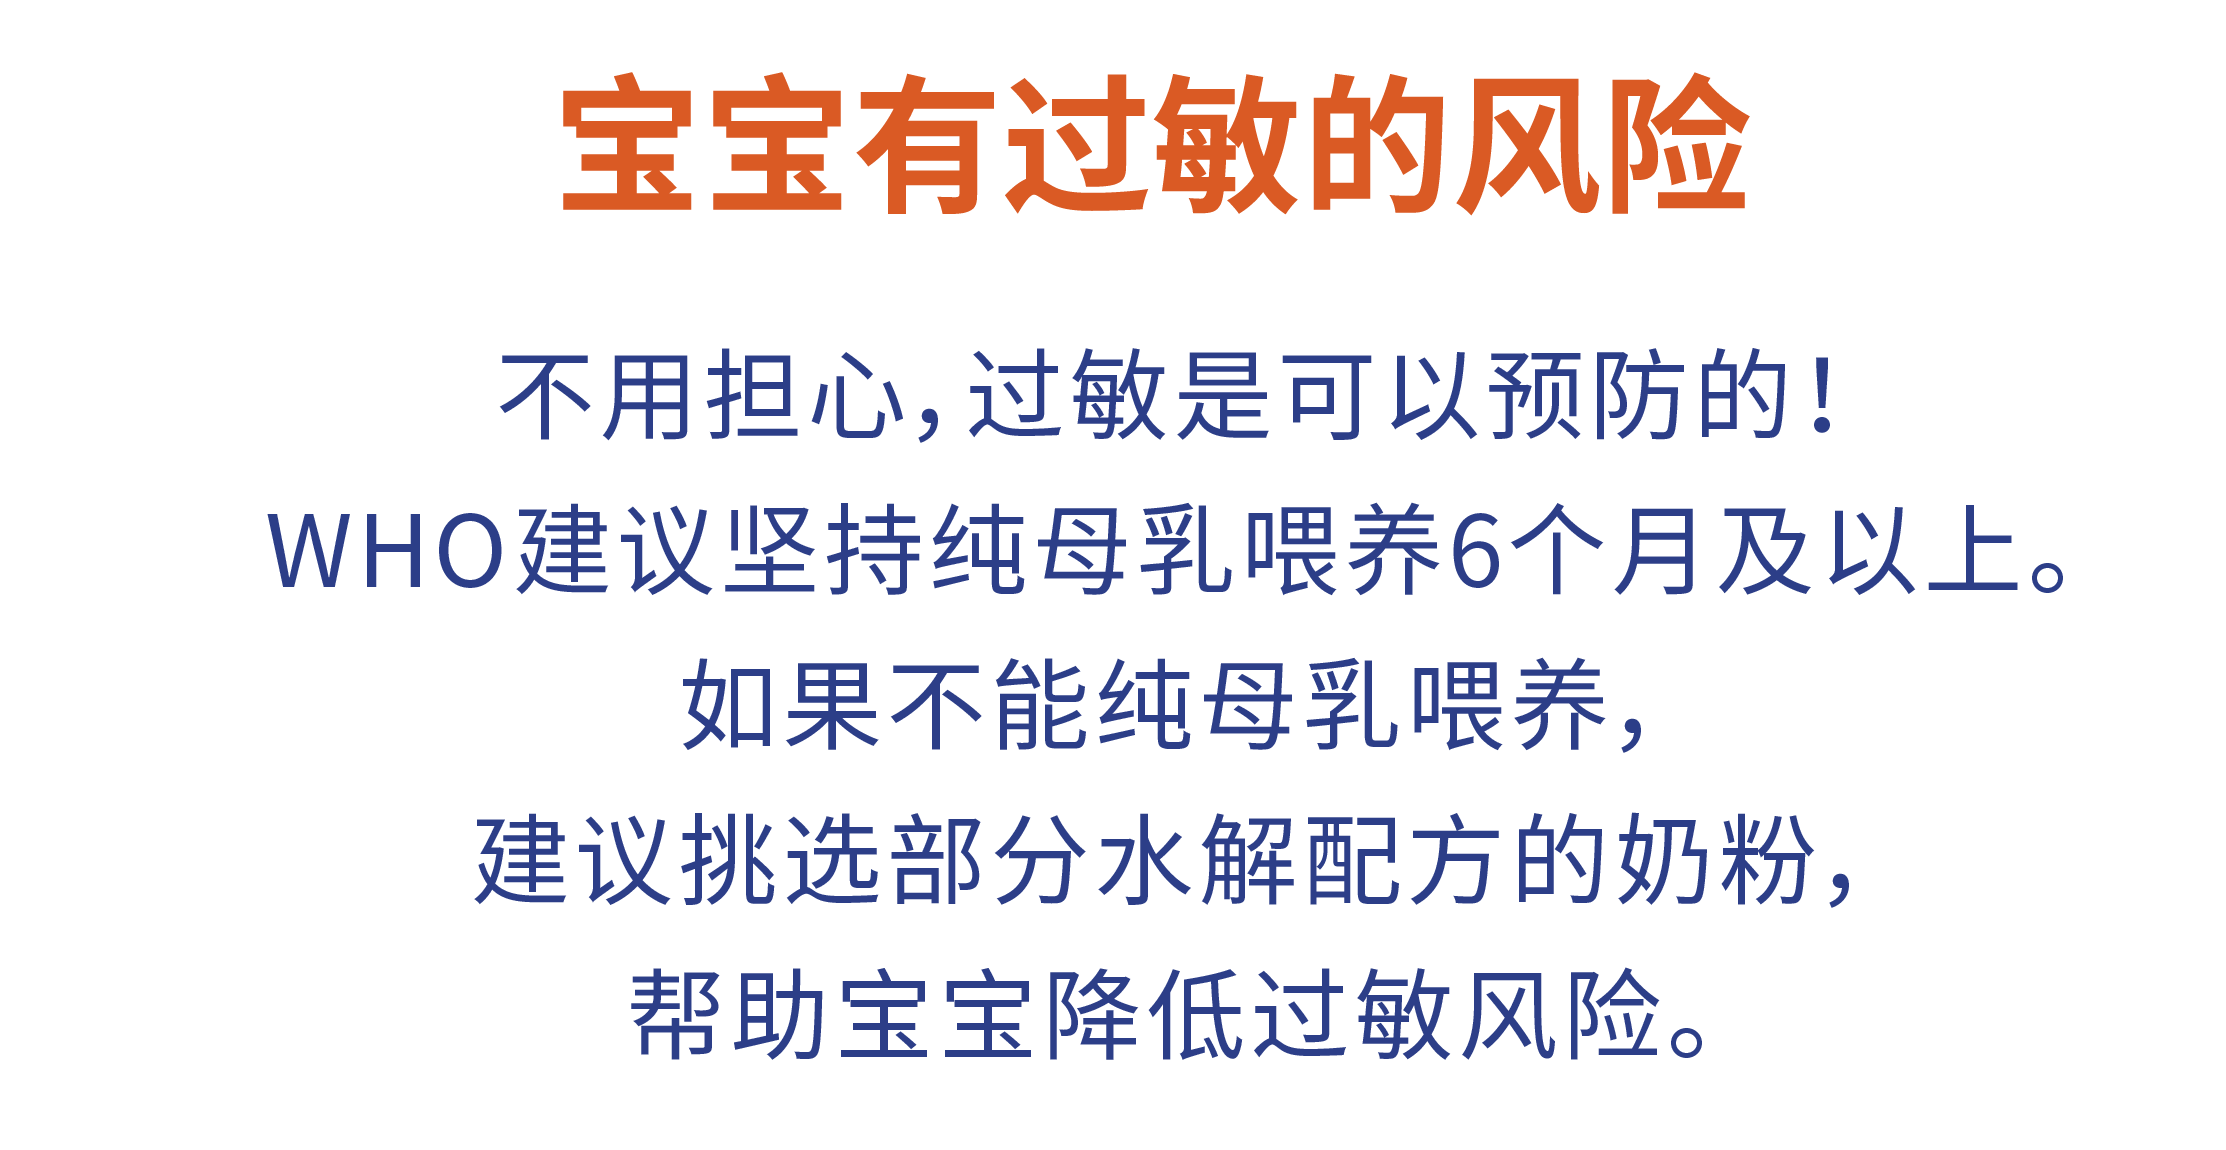 宝宝有过敏的风险
不用担心，过敏是可以预防的！
WHO建议坚持纯母乳喂养6个月及以上。
如果不能纯母乳喂养，
建议挑选部分水解配方的奶粉，
帮助宝宝降低过敏风险。